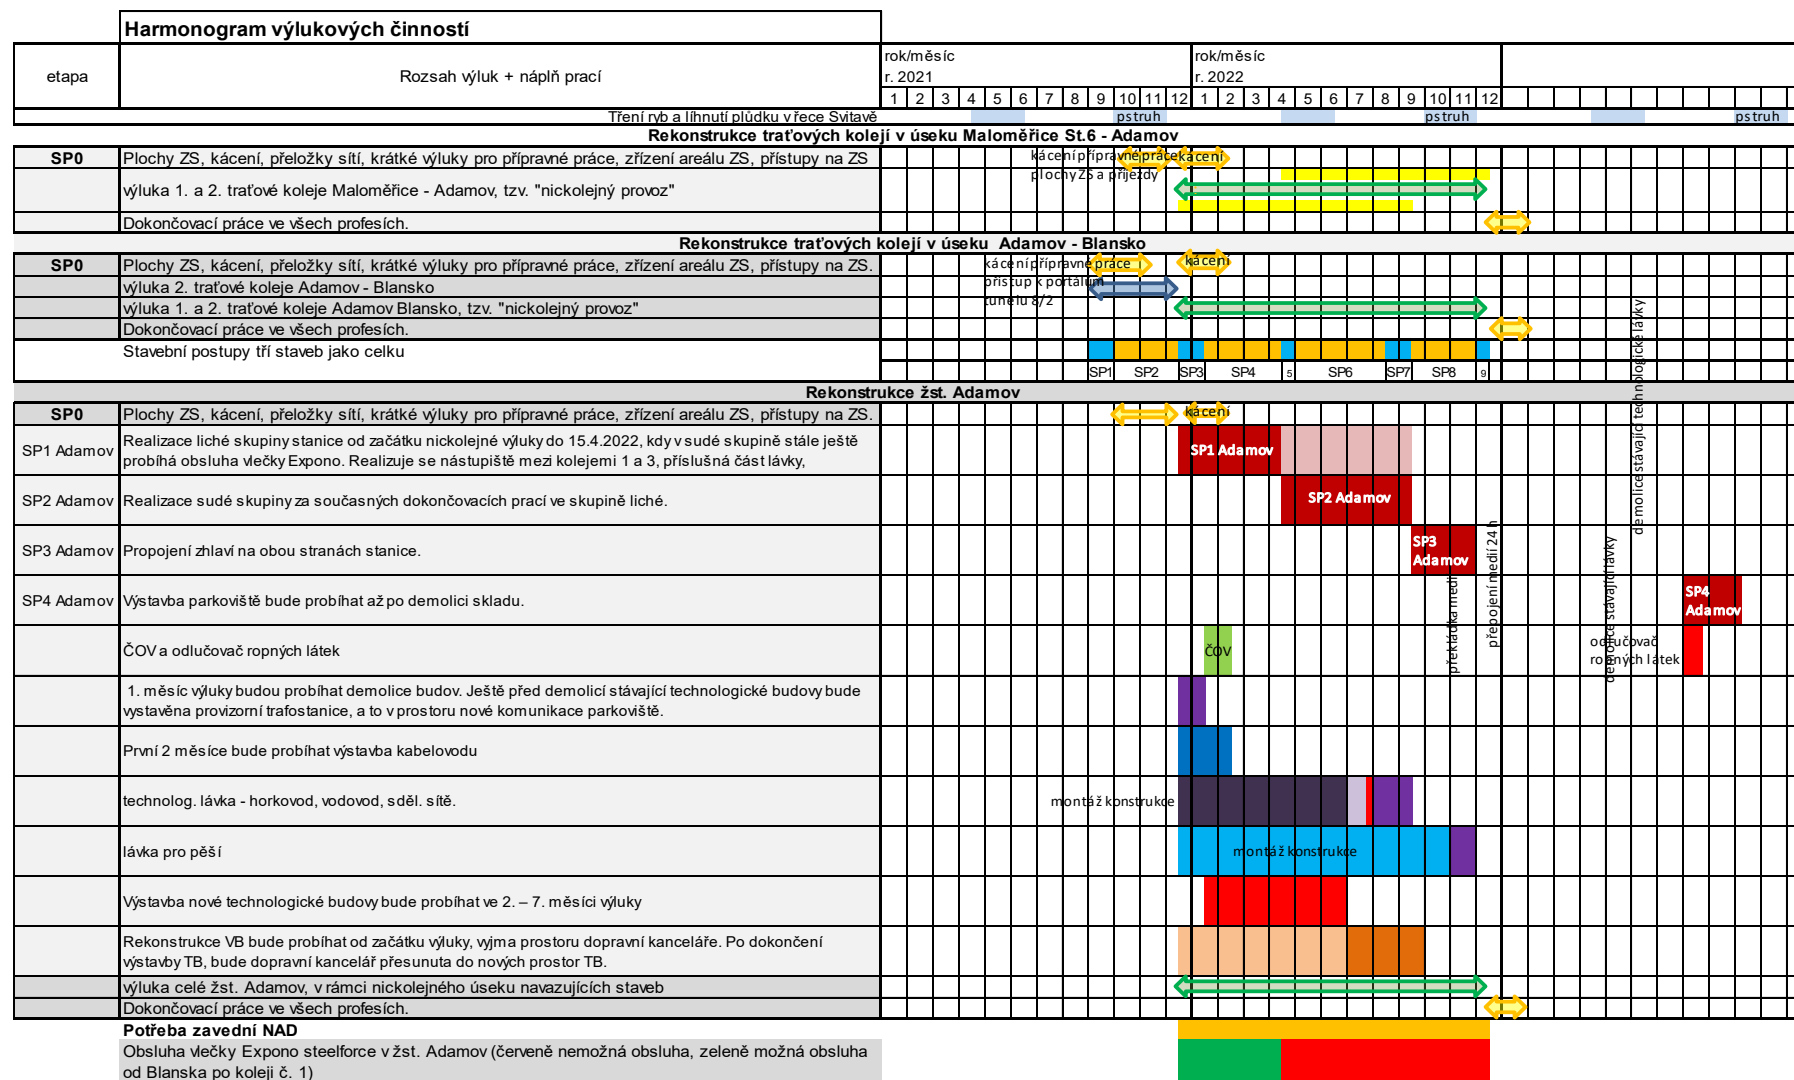 Harmonogram výlukových činností
etapa
Rozsah výluk + náplň prací
rok/měsíc
r. 2021
rok/měsíc
r. 2022
1 2 3 4 5 6 7 8 9 10 11 12 1 2 3 4 5 6 7 8 9 10 11 12
Tření ryb a líhnutí plůdku v řece Svitavě
pstruh
pstruh
pstruh
Rekonstrukce traťových kolejí v úseku Maloměřice St.6 - Adamov
SP0
Plochy ZS, kácení, přeložky sítí, krátké výluky pro přípravné práce, zřízení areálu ZS, přístupy na ZS
kácení přípravné práce
kácení
plochy ZS a příjezdy
výluka 1. a 2. traťové koleje Maloměřice - Adamov, tzv. "nickolejný provoz"
Dokončovací práce ve všech profesích.
Rekonstrukce traťových kolejí v úseku Adamov - Blansko
SP0
Plochy ZS, kácení, přeložky sítí, krátké výluky pro přípravné práce, zřízení areálu ZS, přístupy na ZS.
kácení přípravné práce
kácení
výluka 2. traťové koleje Adamov - Blansko
přístup k portálům
tunelu 8/2
výluka 1. a 2. traťové koleje Adamov Blansko, tzv. "nickolejný provoz"
Dokončovací práce ve všech profesích.
Stavební postupy tří staveb jako celku
SP1 SP2 SP3 SP4 5 SP6 SP7 SP8 9
demolice stávající technologické lávky
Rekonstrukce žst. Adamov
SP0
Plochy ZS, kácení, přeložky sítí, krátké výluky pro přípravné práce, zřízení areálu ZS, přístupy na ZS.
kácení
SP1 Adamov
Realizace liché skupiny stanice od začátku nickolejné výluky do 15.4.2022, kdy v sudé skupině stále ještě
probíhá obsluha vlečky Expono. Realizuje se nástupiště mezi kolejemi 1 a 3, příslušná část lávky,
SP1 Adamov
SP2 Adamov
Realizace sudé skupiny za současných dokončovacích prací ve skupině liché.
SP2 Adamov
SP3 Adamov
Propojení zhlaví na obou stranách stanice.
SP3
Adamov
překládka medií
přepojení medií 24 h
demolice stávající lávky
SP4 Adamov
Výstavba parkoviště bude probíhat až po demolici skladu.
SP4
Adamov
ČOV a odlučovač ropných látek
ČOV
odlučovač
ropných látek
1. měsíc výluky budou probíhat demolice budov. Ještě před demolicí stávající technologické budovy bude
vystavěna provizorní trafostanice, a to v prostoru nové komunikace parkoviště.
První 2 měsíce bude probíhat výstavba kabelovodu
technolog. lávka - horkovod, vodovod, sděl. sítě.
montáž konstrukce
lávka pro pěší
montáž konstrukce
Výstavba nové technologické budovy bude probíhat ve 2. – 7. měsíci výluky
Rekonstrukce VB bude probíhat od začátku výluky, vyjma prostoru dopravní kanceláře. Po dokončení
výstavby TB, bude dopravní kancelář přesunuta do nových prostor TB.
výluka celé žst. Adamov, v rámci nickolejného úseku navazujících staveb
Dokončovací práce ve všech profesích.
Potřeba zavední NAD
Obsluha vlečky Expono steelforce v žst. Adamov (červeně nemožná obsluha, zeleně možná obsluha
od Blanska po koleji č. 1)